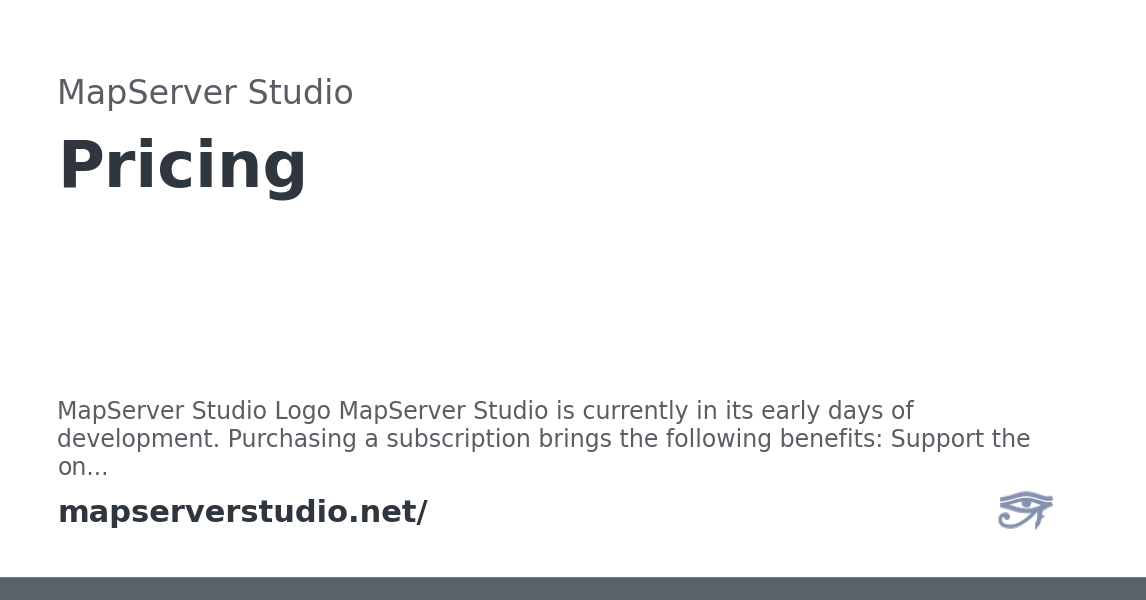 MapServer Studio
Pricing
MapServer Studio Logo MapServer Studio is currently in its early days of
development. Purchasing a subscription brings the following benefits: Support the
on...
mapserverstudio.net/